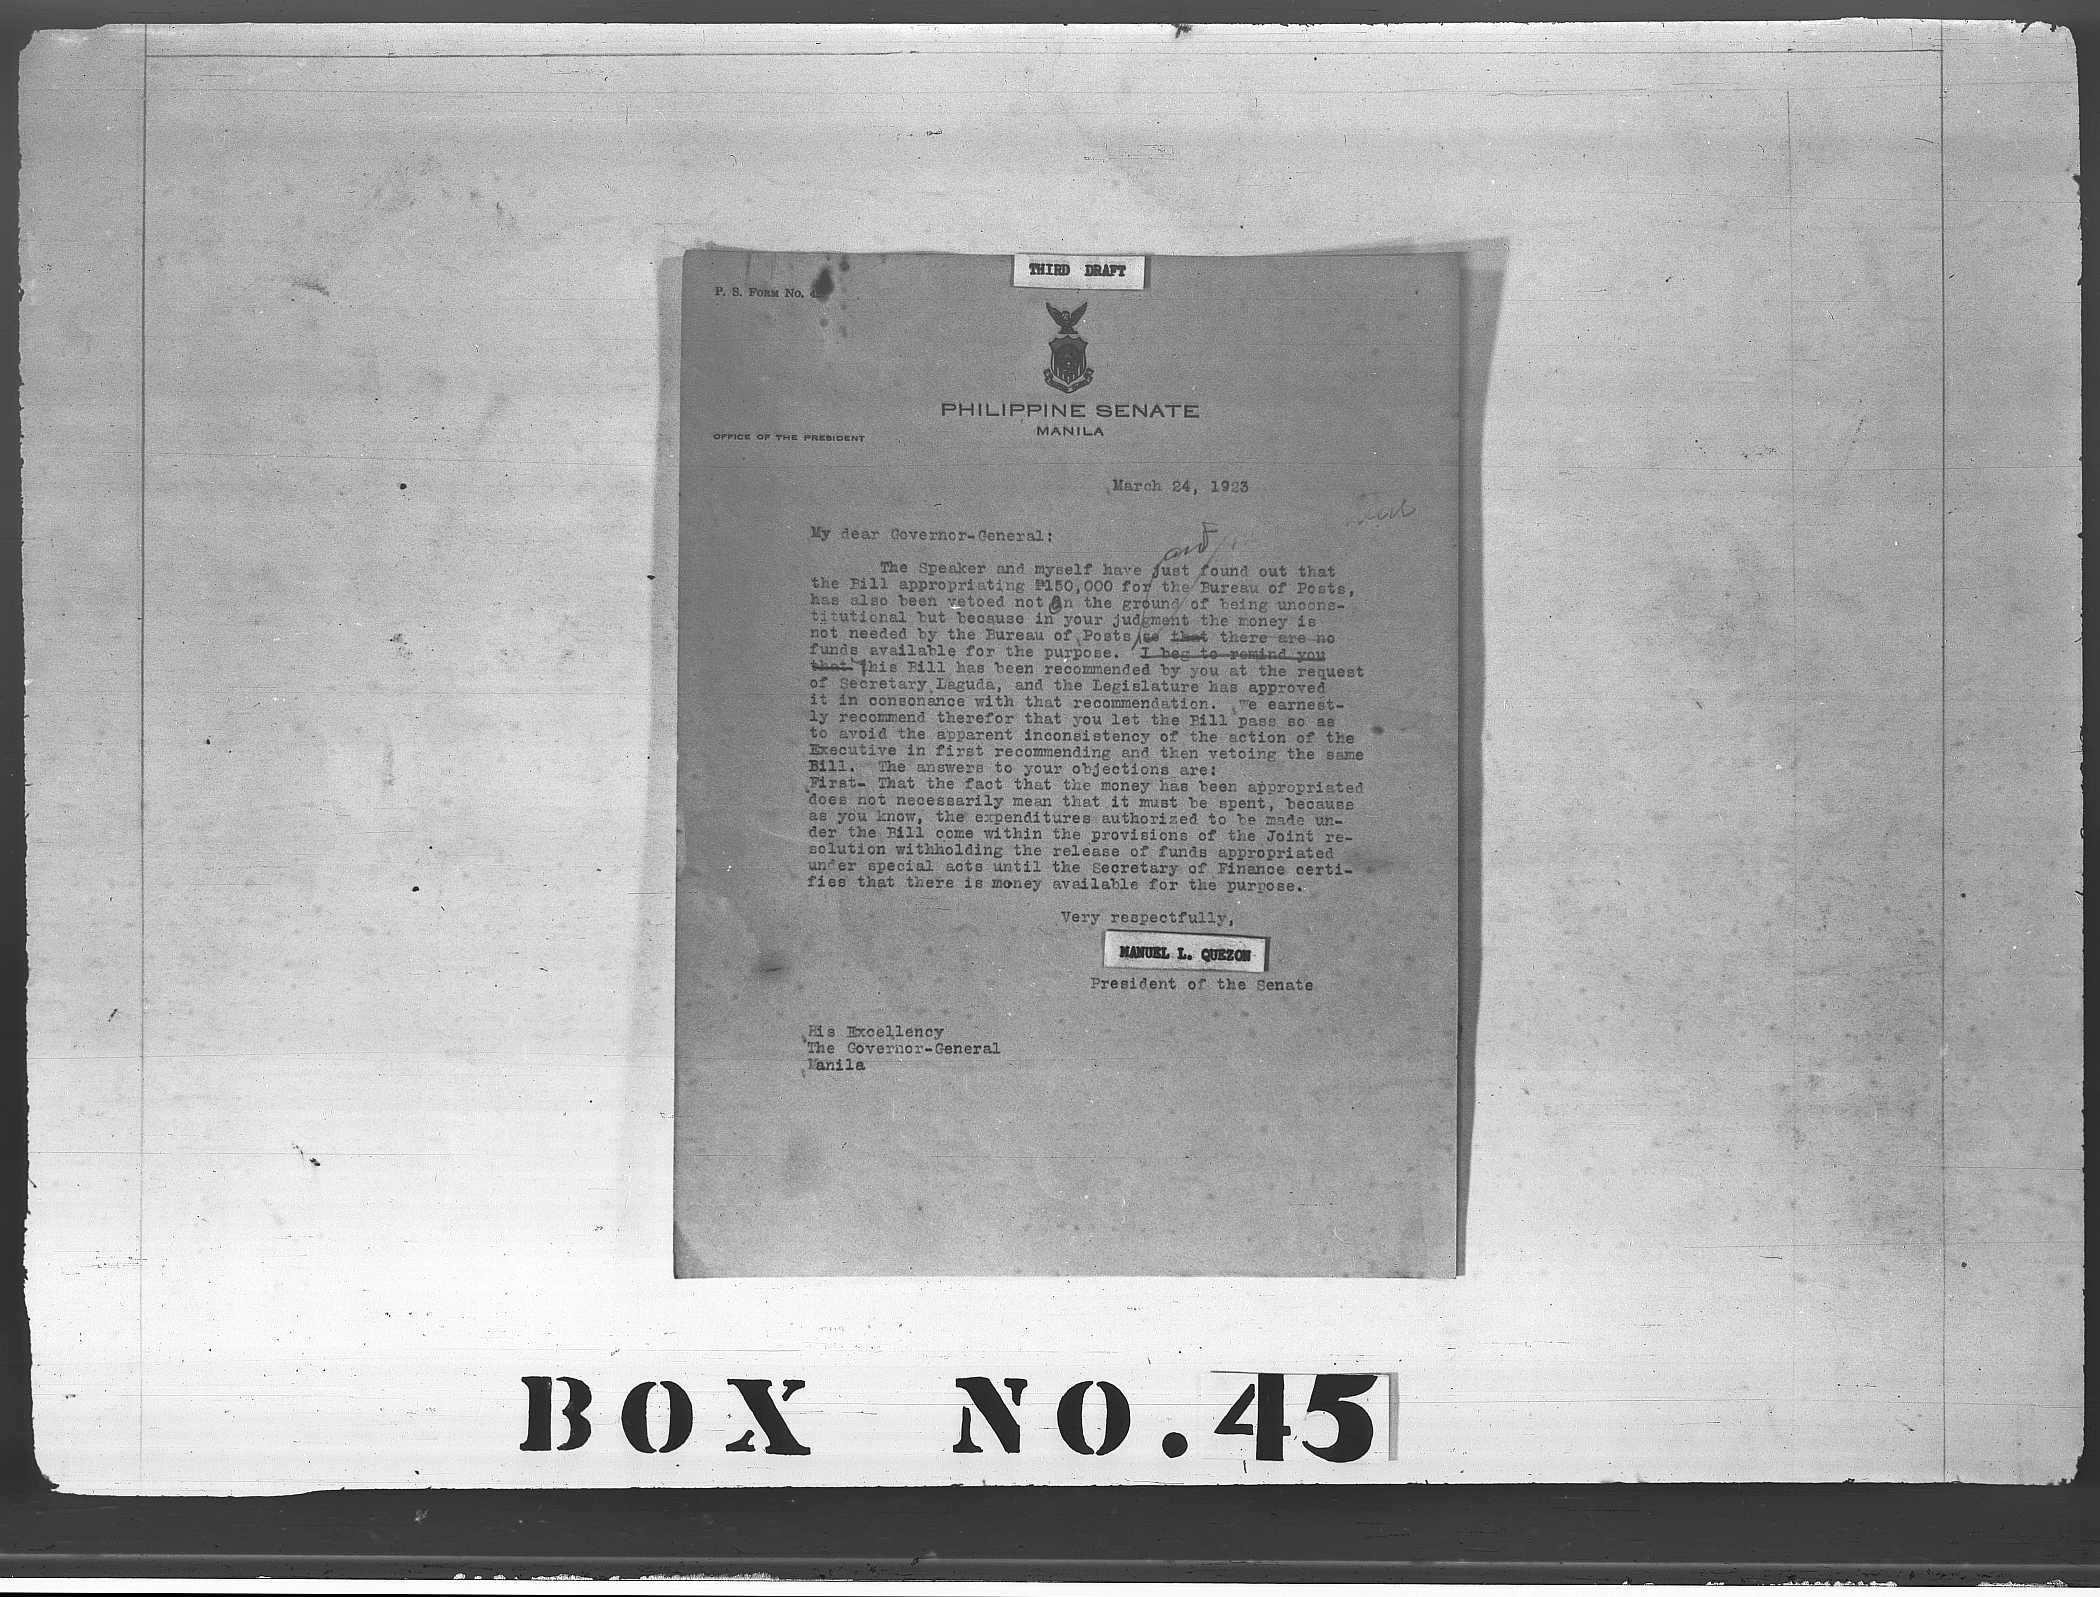 THIRD DRAFT
P. S. FORM No.
PHILIPPINE SENATE
MANILA
OFFICE OF THE PRESIDENT
March 24, 1923
My dear Governor-General:
and
The Speaker and myself have just found out that
the Bill appropriating ₱150,000 for the Bureau of Posts,
has also been vetoed not on the ground of being uncons-
titutional but because in your judgment the money is
not needed by the Bureau of Posts so that there are no
funds available for the purpose. I beg to remind you
that This Bill has been recommended by you at the request
of Secretary Laguda, and the Legislature has approved
it in consonance with that recommendation. We earnest-
ly recommend therefor that you let the Bill pass so as
to avoid the apparent inconsistency of the action of the
Executive in first recommending and then vetoing the same
Bill. The answers to your objections are:
First- That the fact that the money has been appropriated
does not necessarily mean that it must be spent, because
as you know, the expenditures authorized to be made un-
der the Bill come within the provisions of the Joint re-
solution withholding the release of funds appropriated
under special acts until the Secretary of Finance certi-
fies that there is money available for the purpose.
Very respectfully,
MANUEL L. QUEZON
President of the Senate
His Excellency
The Governor-General
Manila
BOX NO. 45